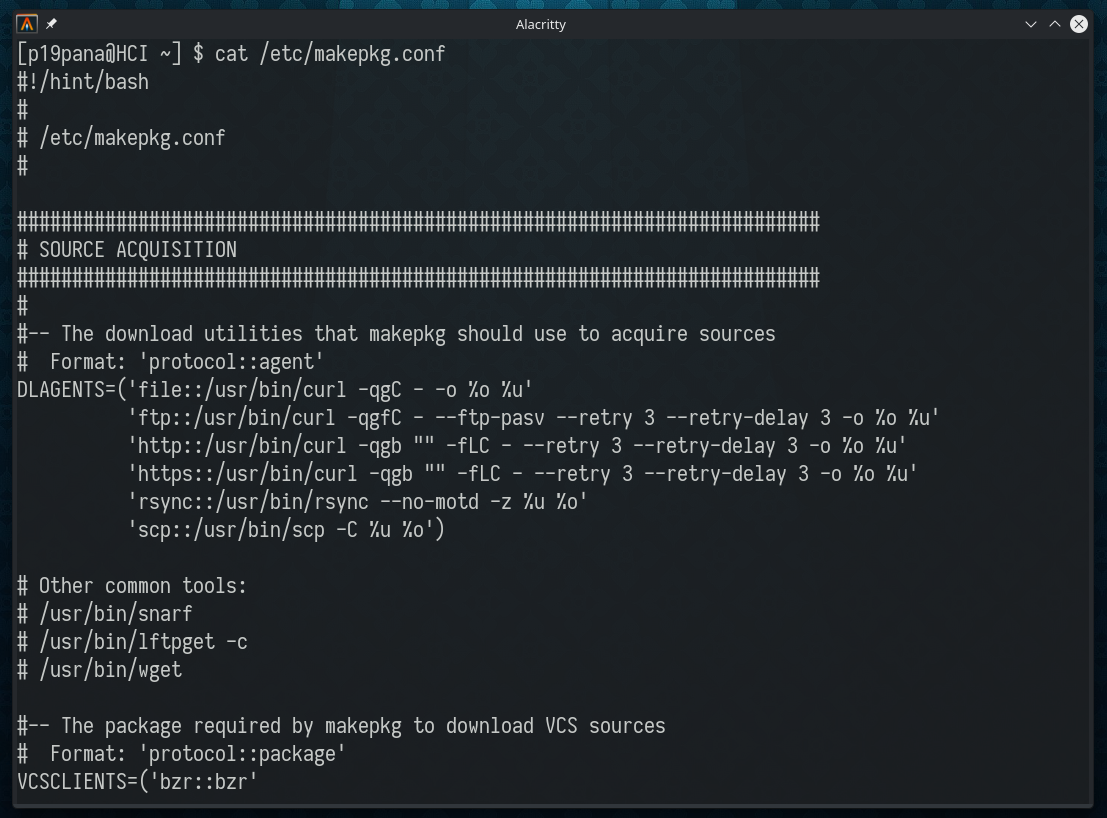 Alacritty
[p19pana@HCI ~] $ cat /etc/makepkg.conf
#!/hint/bash
#
# /etc/makepkg.conf
#
#########################################################################
# SOURCE ACQUISITION
#########################################################################
#
#-- The download utilities that makepkg should use to acquire sources
#  Format: 'protocol::agent'
DLAGENTS=('file::/usr/bin/curl -qgC - -o %o %u'
          'ftp::/usr/bin/curl -qgfC - --ftp-pasv --retry 3 --retry-delay 3 -o %o %u'
          'http::/usr/bin/curl -qgb "" -fLC - --retry 3 --retry-delay 3 -o %o %u'
          'https::/usr/bin/curl -qgb "" -fLC - --retry 3 --retry-delay 3 -o %o %u'
          'rsync::/usr/bin/rsync --no-motd -z %u %o'
          'scp::/usr/bin/scp -C %u %o')
# Other common tools:
# /usr/bin/snarf
# /usr/bin/lftpget -c
# /usr/bin/wget
#-- The package required by makepkg to download VCS sources
#  Format: 'protocol::package'
VCSCLIENTS=('bzr::bzr'